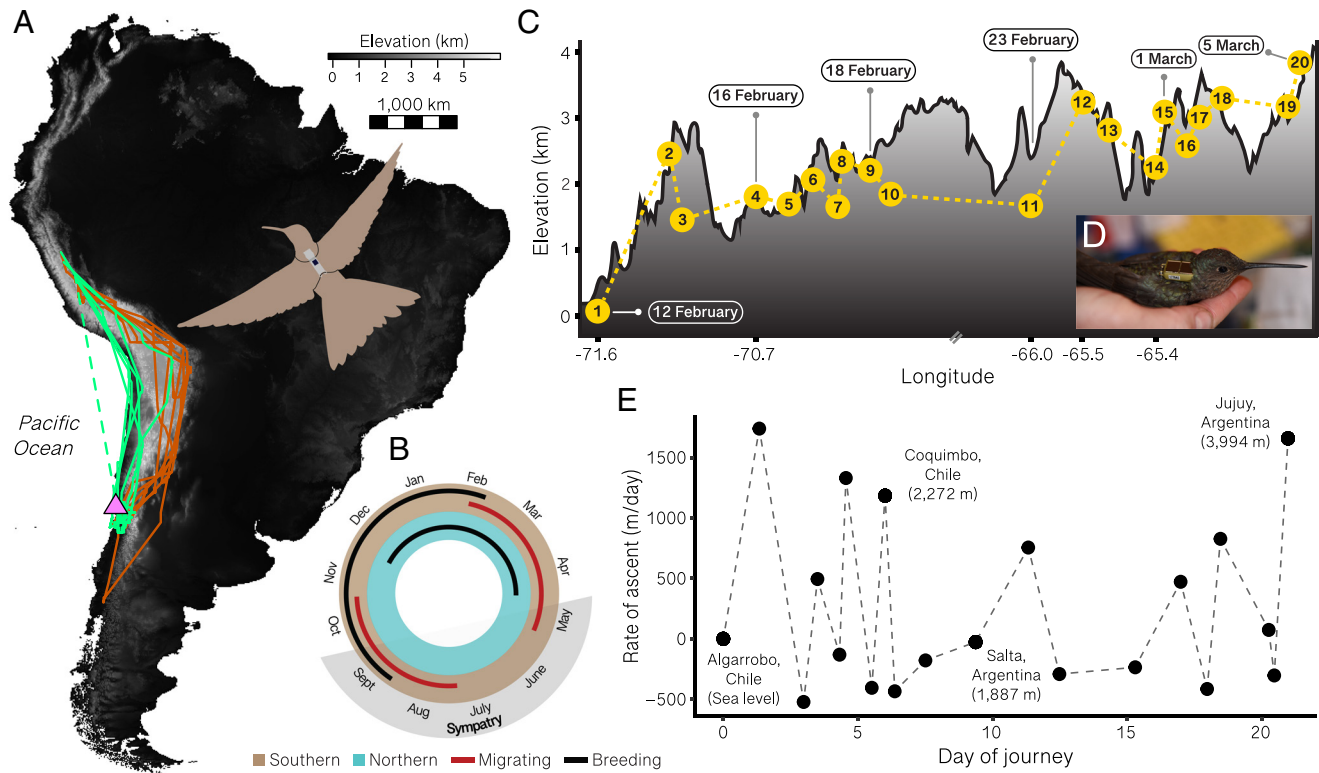 A
Elevation (km)
0 1 2 3 4 5
1,000 km
Pacific
Ocean
B
Jan
Feb
Mar
Apr
May
June
July
Aug
Sept
Oct
Nov
Dec
Sympatry
Southern Northern Migrating Breeding
C
Elevation (km)
4
3
2
1
0
12 February
16 February
18 February
23 February
1 March
5 March
1
2
3
4
5
6
7
8
9
10
11
12
13
14
15
16
17
18
19
20
-71.6 -70.7 -66.0 -65.5 -65.4
Longitude
D
E
Rate of ascent (m/day)
1500
1000
500
0
−500
Algarrobo,
Chile
(Sea level)
Coquimbo,
Chile
(2,272 m)
Salta,
Argentina
(1,887 m)
Jujuy,
Argentina
(3,994 m)
0 5 10 15 20
Day of journey